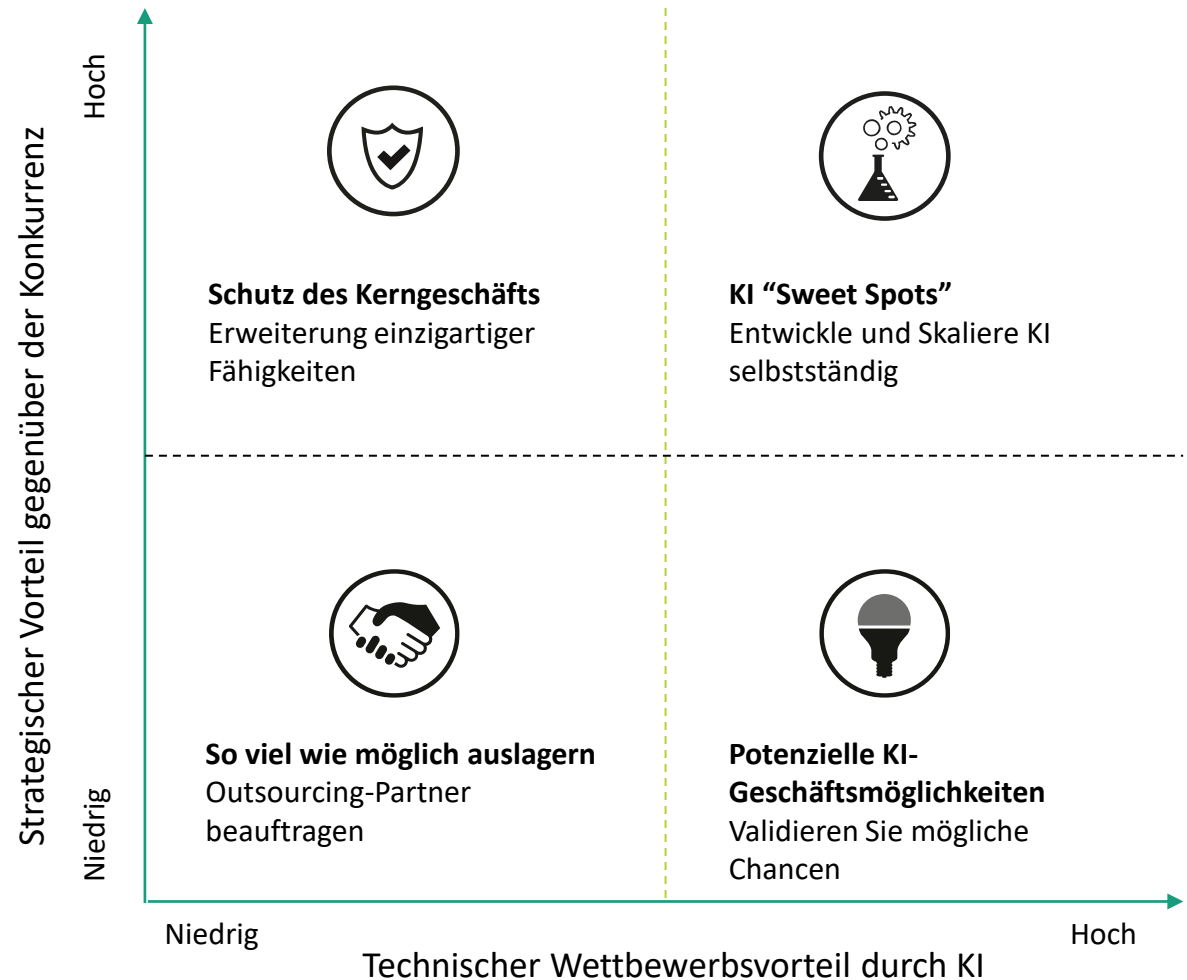 Strategischer Vorteil gegenüber der Konkurrenz
Hoch
Niedrig
Schutz des Kerngeschäfts
Erweiterung einzigartiger
Fähigkeiten
KI “Sweet Spots”
Entwickle und Skaliere KI
selbstständig
So viel wie möglich auslagern
Outsourcing-Partner
beauftragen
Potenzielle KI-
Geschäftsmöglichkeiten
Validieren Sie mögliche
Chancen
Niedrig
Hoch
Technischer Wettbewerbsvorteil durch KI